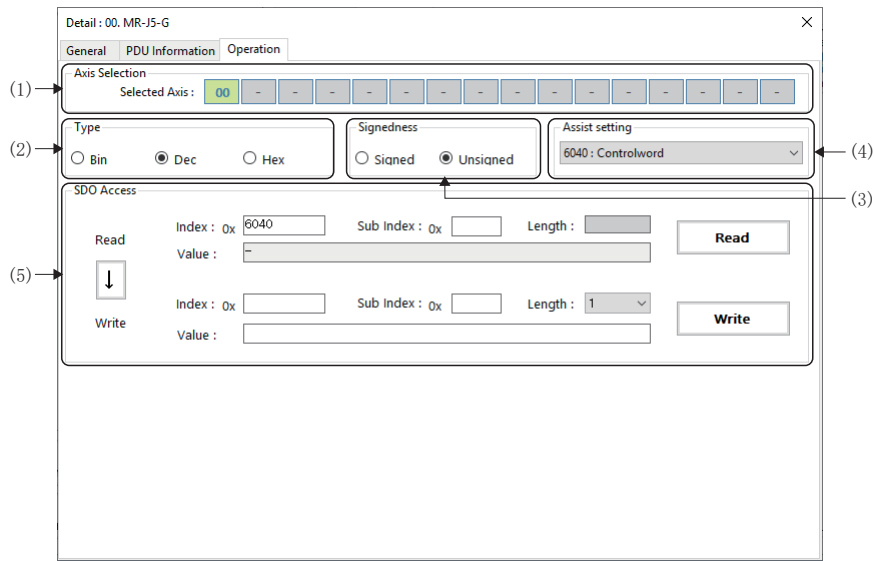 Detail : 00. MR-J5-G
General PDU Information Operation
(1)
Axis Selection
Selected Axis : 00 - - - - - - - - - - - - - - -
(2)
Type
Bin Dec Hex
Signedness
Signed Unsigned
(3)
Assist setting
6040 : Controlword
(4)
(5)
SDO Access
Read
↓
Write
Index : 0x 6040 Sub Index : 0x Length :
Value : -
Read
Index : 0x Sub Index : 0x Length : 1
Value :
Write